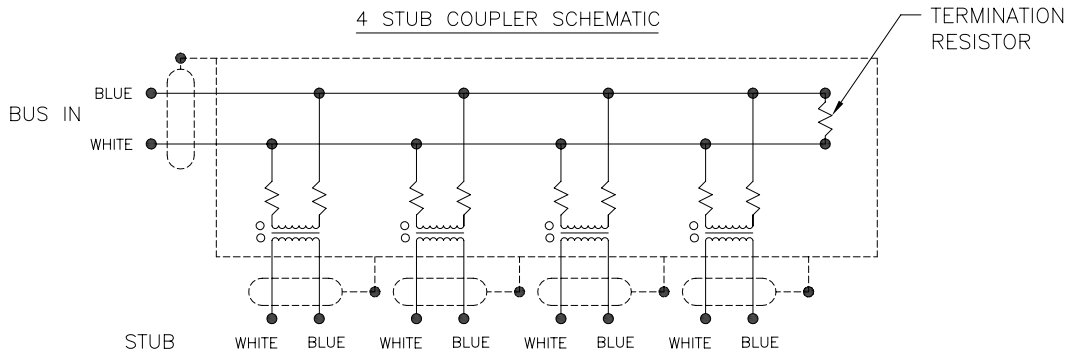 4 STUB COUPLER SCHEMATIC
TERMINATION
RESISTOR
BLUE
BUS IN
WHITE
STUB WHITE BLUE WHITE BLUE WHITE BLUE WHITE BLUE